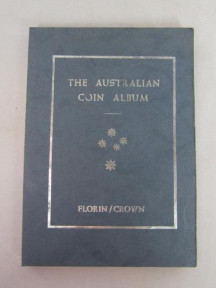 THE AUSTRALIAN
COIN ALBUM
FLORIN/CROWN